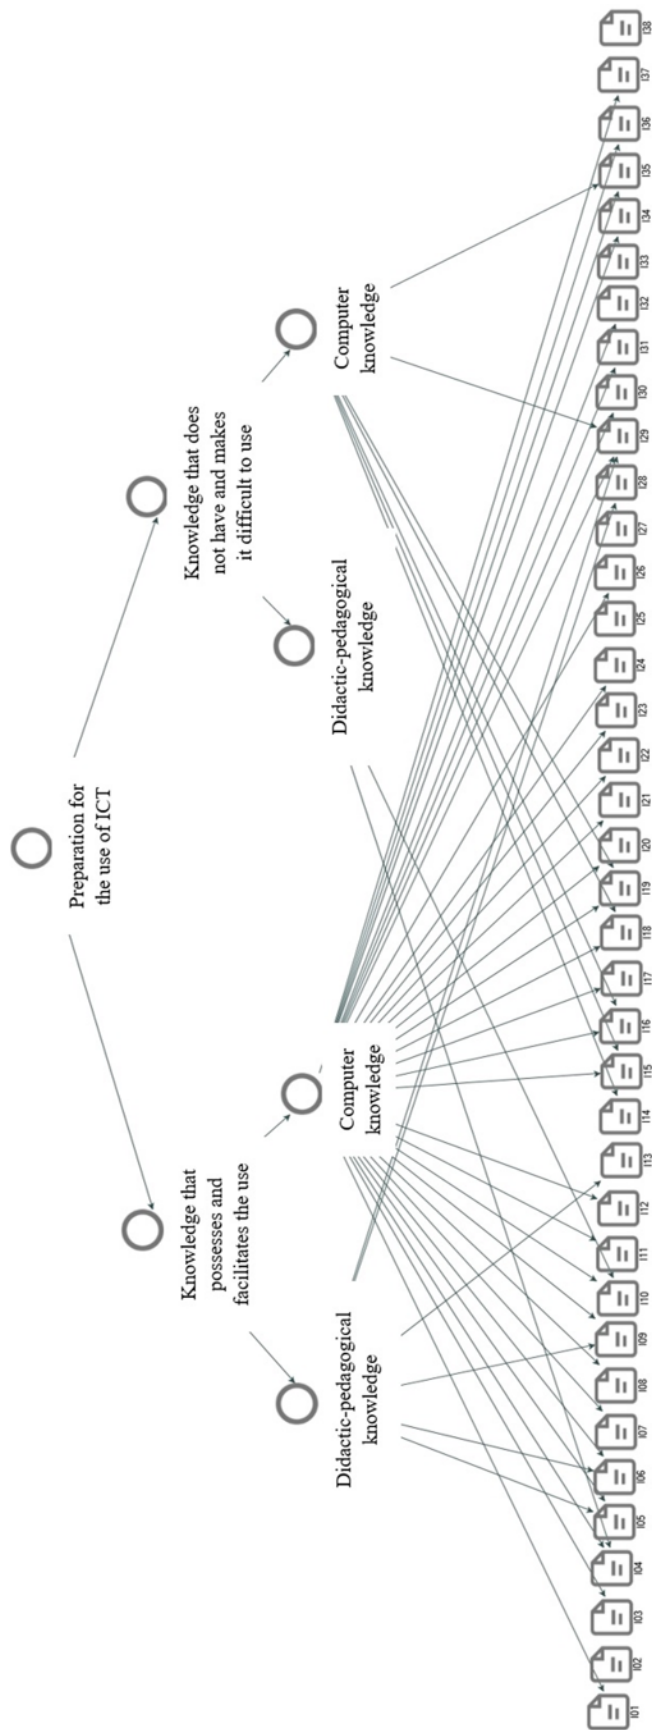 Preparation for
the use of ICT
Knowledge that
possesses and
facilitates the use
Knowledge that does
not have and makes
it difficult to use
Didactic-pedagogical
knowledge
Computer
knowledge
Didactic-pedagogical
knowledge
Computer
knowledge
I01
I02
I03
I04
I05
I06
I07
I08
I09
I10
I11
I12
I13
I14
I15
I16
I17
I18
I19
I20
I21
I22
I23
I24
I25
I26
I27
I28
I29
I30
I31
I32
I33
I34
I35
I36
I37
I38